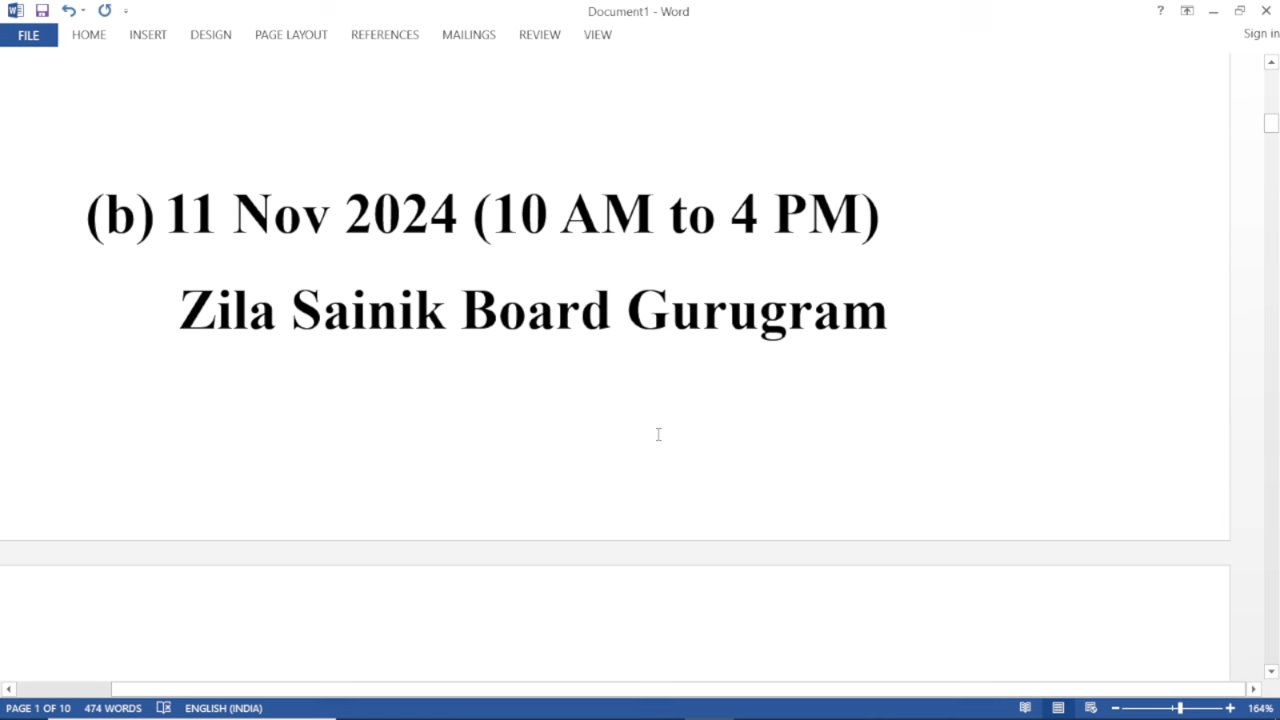 Document1 - Word
?
FILE HOME INSERT DESIGN PAGE LAYOUT REFERENCES MAILINGS REVIEW VIEW
Sign in
(b) 11 Nov 2024 (10 AM to 4 PM)
Zila Sainik Board Gurugram
PAGE 1 OF 10 474 WORDS ENGLISH (INDIA) 164%